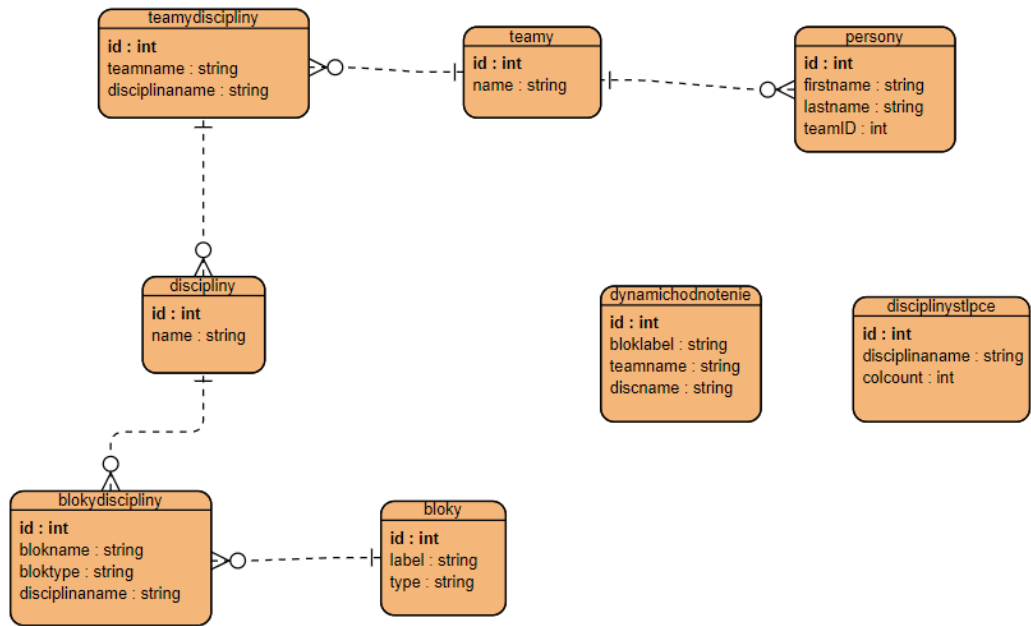 teamydiscipliny
id : int
teamname : string
disciplinaname : string
teamy
id : int
name : string
persony
id : int
firstname : string
lastname : string
teamID : int
discipliny
id : int
name : string
dynamichodnotenie
id : int
bloklabel : string
teamname : string
discname : string
disciplinystlpce
id : int
disciplinaname : string
colcount : int
blokydiscipliny
id : int
blokname : string
bloktype : string
disciplinaname : string
bloky
id : int
label : string
type : string